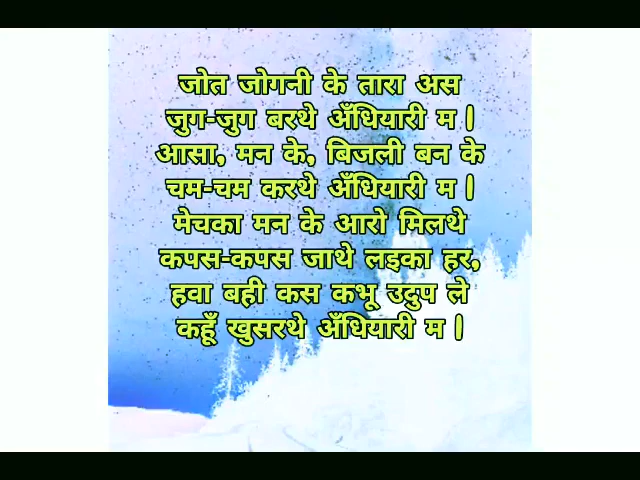 जोत जोगनी के तारा अस
जुग-जुग बरथे अँधियारी म।
आसा, मन के, बिजली बन के
चम-चम करथे अँधियारी म।
मेचका मन के आरो मिलथे
कपस-कपस जाथे लइका हर,
हवा बही कस कभू उदुप ले
कहूँ खुसरथे अँधियारी म।